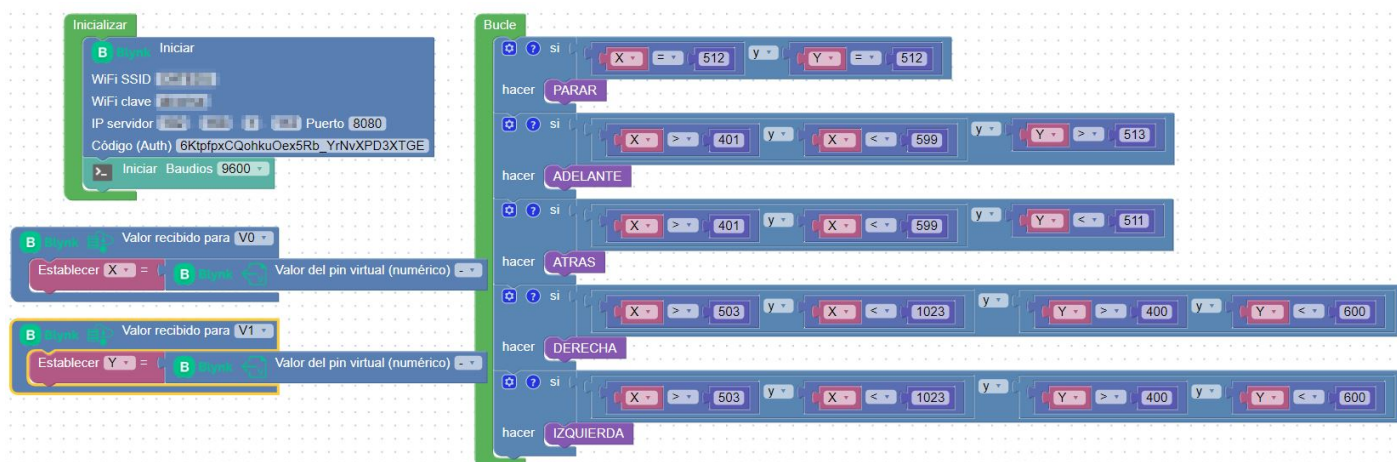 Inicializar
B Blynk Iniciar
WiFi SSID
WiFi clave
IP servidor Puerto 8080
Código (Auth) 6KtpfpxCQohkuOex5Rb_YrNvXPD3XTGE
Iniciar Baudios 9600
B Blynk Valor recibido para V0
Establecer X = B Blynk Valor del pin virtual (numérico) -
B Blynk Valor recibido para V1
Establecer Y = B Blynk Valor del pin virtual (numérico) -
Bucle
si X = 512 y Y = 512
hacer PARAR
si X > 401 y X < 599 y Y > 513
hacer ADELANTE
si X > 401 y X < 599 y Y < 511
hacer ATRAS
si X > 503 y X < 1023 y Y > 400 y Y < 600
hacer DERECHA
si X > 503 y X < 1023 y Y > 400 y Y < 600
hacer IZQUIERDA